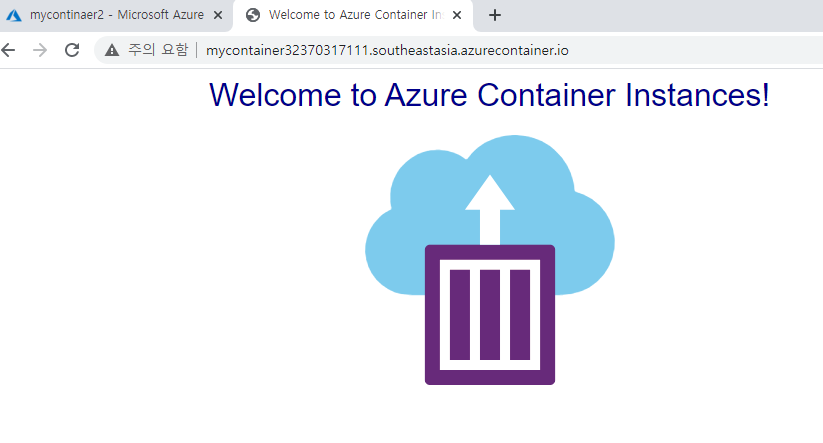 mycontinaer2 - Microsoft Azure
Welcome to Azure Container In
주의 요함
mycontainer32370317111.southeastasia.azurecontainer.io
Welcome to Azure Container Instances!